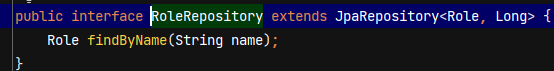 public interface RoleRepository extends JpaRepository<Role, Long> {
Role findByName(String name);
}